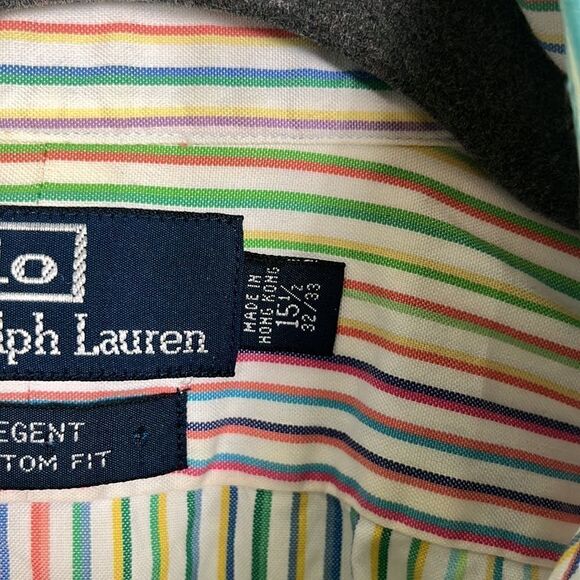 lo
lph Lauren
MADE IN
HONG KONG
15½
32/33
EGENT
TOM FIT